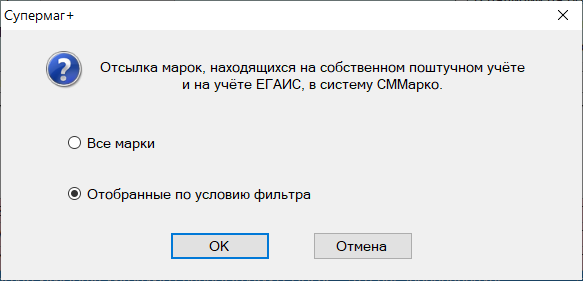 Супермаг+
Отсылка марок, находящихся на собственном поштучном учёте
и на учёте ЕГАИС, в систему СММарко.
Все марки
Отобранные по условию фильтра
OK
Отмена